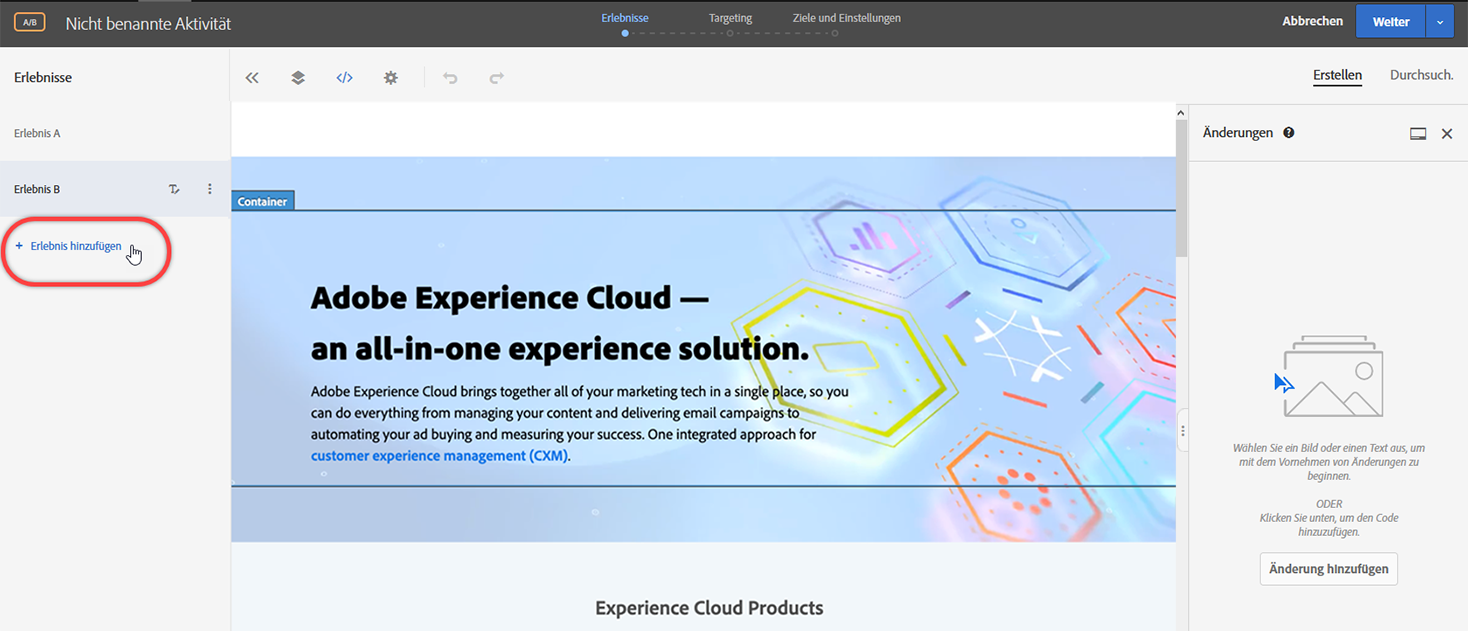 A/B
Nicht benannte Aktivität
Erlebnisse
Targeting
Ziele und Einstellungen
Abbrechen
Weiter
Erlebnisse
Erstellen
Durchsuch.
Erlebnis A
Erlebnis B
+ Erlebnis hinzufügen
Container
Adobe Experience Cloud —
an all-in-one experience solution.
Adobe Experience Cloud brings together all of your marketing tech in a single place, so you
can do everything from managing your content and delivering email campaigns to
automating your ad buying and measuring your success. One integrated approach for
customer experience management (CXM).
Experience Cloud Products
Änderungen
Wählen Sie ein Bild oder einen Text aus, um
mit dem Vornehmen von Änderungen zu
beginnen.
ODER
Klicken Sie unten, um den Code
hinzuzufügen.
Änderung hinzufügen